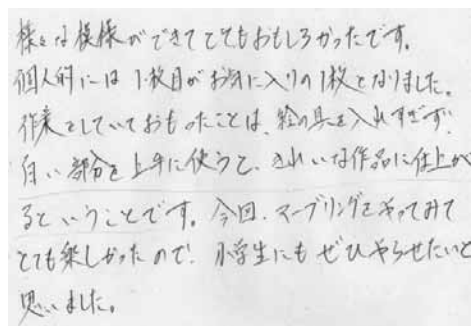 様々な模様ができてとてもおもしろかったです。
個人的には1枚目がお気に入りの1枚となりました。
作業としていておもったことは、絵の具を入れすぎず、
白い部分を上手に使うと、きれいな作品に仕上が
るということです。今回、マーブリングをやってみて
とても楽しかったので、小学生にもぜひやらせたいと
思いました。